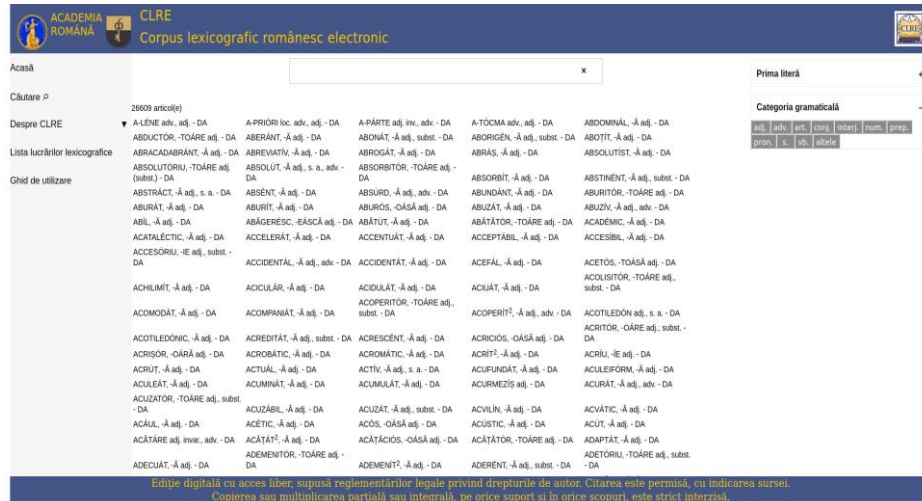 ACADEMIA
ROMÂNĂ
CLRE
Corpus lexicografic românesc electronic
CLRE
Acasă
Căutare
Despre CLRE ▼
Lista lucrărilor lexicografice
Ghid de utilizare
×
Prima literă +
Categoria gramaticală -
adj. adv. art. conj. interj. num. prep.
pron. s. vb. altele
26609 articol(e)
A-LÉNE adv., adj. - DA A-PRIÓRI loc. adv., adj. - DA A-PÁRTE adj. inv., adv. - DA A-TÓCMA adv., adj. - DA ABDOMINÁL, -Ă adj. - DA
ABDUCTÓR, -TOÁRE adj. - DA ABERÁNT, -Ă adj. - DA ABONÁT, -Ă adj., subst. - DA ABORIGÉN, -Ă adj., subst. - DA ABOȚÍT, -Ă adj. - DA
ABRACADABRÁNT, -Ă adj. - DA ABREVIATÍV, -Ă adj. - DA ABROGÁT, -Ă adj. - DA ABRÁȘ, -Ă adj. - DA ABSOLUTÍST, -Ă adj. - DA
ABSOLUTÓRIU, -TOÁRE adj. (subst.) - DA ABSOLÚT, -Ă adj., s. a., adv. - DA ABSORBITÓR, -TOÁRE adj. - DA ABSORBÍT, -Ă adj. - DA ABSTINÉNT, -Ă adj., subst. - DA
ABSTRÁCT, -Ă adj., s. a. - DA ABSÉNT, -Ă adj. - DA ABSÚRD, -Ă adj., adv. - DA ABUNDÁNT, -Ă adj. - DA ABURITÓR, -TOÁRE adj. - DA
ABURÁT, -Ă adj. - DA ABURÍT, -Ă adj. - DA ABURÓS, -OÁSĂ adj. - DA ABUZÁT, -Ă adj. - DA ABUZÍV, -Ă adj., adv. - DA
ABÍL, -Ă adj. - DA ABĂGERÉSC, -EÁSCĂ adj. - DA ABĂTÚT, -Ă adj. - DA ABĂTĂTÓR, -TOÁRE adj. - DA ACADÉMIC, -Ă adj. - DA
ACATALÉCTIC, -Ă adj. - DA ACCELERÁT, -Ă adj. - DA ACCENTUÁT, -Ă adj. - DA ACCEPTÁBIL, -Ă adj. - DA ACCESÍBIL, -Ă adj. - DA
ACCESÓRIU, -IE adj., subst. - DA ACCIDENTÁL, -Ă adj., adv. - DA ACCIDENTÁT, -Ă adj. - DA ACEFÁL, -Ă adj. - DA ACETÓS, -TOÁSĂ adj. - DA
ACHILIMÍT, -Ă adj. - DA ACICULÁR, -Ă adj. - DA ACIDULÁT, -Ă adj. - DA ACIUÁT, -Ă adj. - DA ACOLISITÓR, -TOÁRE adj., subst. - DA
ACOMODÁT, -Ă adj. - DA ACOMPANIÁT, -Ă adj. - DA ACOPERITÓR, -TOÁRE adj., subst. - DA ACOPERÍT², -Ă adj., adv. - DA ACOTILEDÓN adj., s. a. - DA
ACOTILEDÓNIC, -Ă adj. - DA ACREDITÁT, -Ă adj., subst. - DA ACRESCÉNT, -Ă adj. - DA ACRICIÓS, -OÁSĂ adj. - DA ACRITÓR, -OÁRE adj., subst. - DA
ACRIȘÓR, -OÁRĂ adj. - DA ACROBÁTIC, -Ă adj. - DA ACROMÁTIC, -Ă adj. - DA ACRÍT², -Ă adj. - DA ACRÍU, -ÍE adj. - DA
ACRÚȚ, -Ă adj. - DA ACTUÁL, -Ă adj. - DA ACTÍV, -Ă adj., s. a. - DA ACUFUNDÁT, -Ă adj. - DA ACULEIFÓRM, -Ă adj. - DA
ACULEÁT, -Ă adj. - DA ACUMINÁT, -Ă adj. - DA ACUMULÁT, -Ă adj. - DA ACURMEZÍȘ adj. - DA ACURÁT, -Ă adj., adv. - DA
ACUZATÓR, -TOÁRE adj., subst. - DA ACUZÁBIL, -Ă adj. - DA ACUZÁT, -Ă adj., subst. - DA ACVILÍN, -Ă adj. - DA ACVÁTIC, -Ă adj. - DA
ACÁUL, -Ă adj. - DA ACÉTIC, -Ă adj. - DA ACÓS, -OÁSĂ adj. - DA ACÚSTIC, -Ă adj. - DA ACÚT, -Ă adj. - DA
ACĂTÁRE adj. invar., adv. - DA ACĂȚÁT², -Ă adj. - DA ACĂȚĂCIÓS, -OÁSĂ adj. - DA ACĂȚĂTÓR, -TOÁRE adj. - DA ADAPTÁT, -Ă adj. - DA
ADECUÁT, -Ă adj. - DA ADEMENITÓR, -TOÁRE adj. - DA ADEMENÍT², -Ă adj. - DA ADERÉNT, -Ă adj., subst. - DA ADETÓRIU, -TOÁRE adj., subst. - DA
Ediție digitală cu acces liber, supusă reglementărilor legale privind drepturile de autor. Citarea este permisă, cu indicarea sursei.
Copierea sau multiplicarea parțială sau integrală, pe orice suport și în orice scopuri, este strict interzisă.